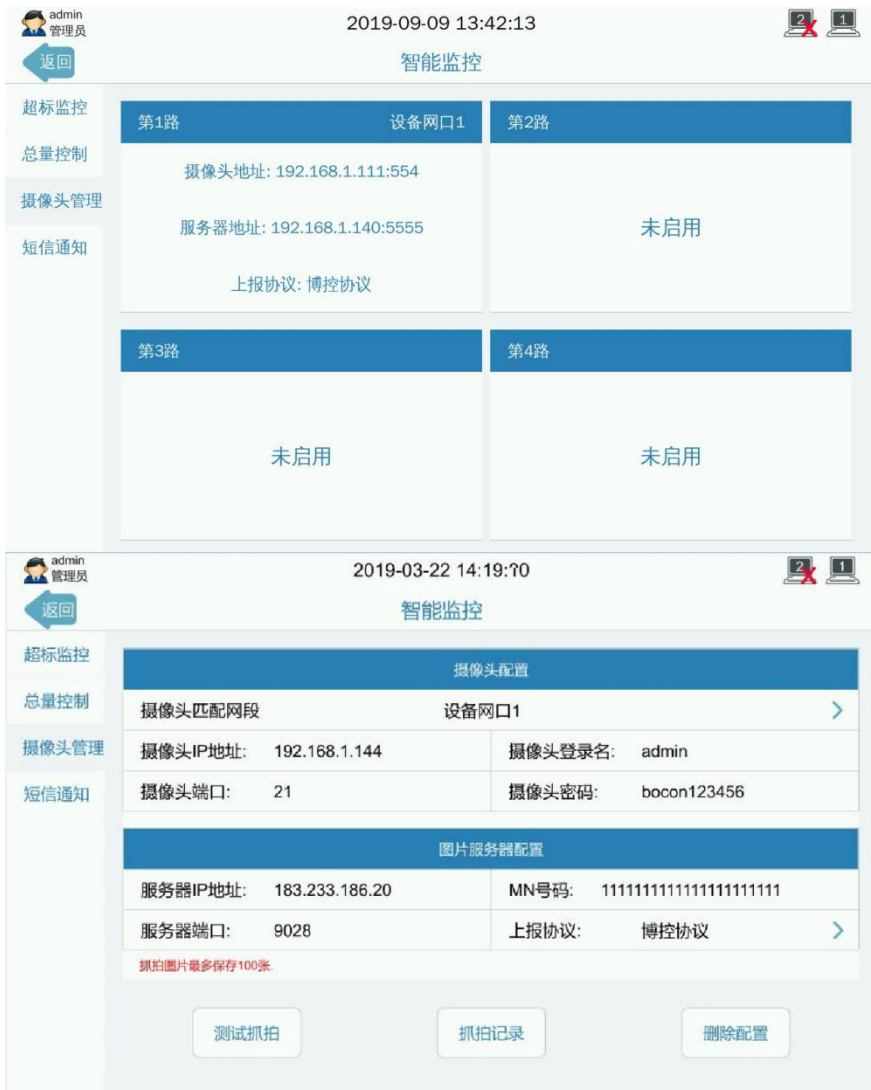 admin
管理员
2019-09-09 13:42:13
2
1
返回
智能监控
超标监控
总量控制
摄像头管理
短信通知
第1路 设备网口1
摄像头地址: 192.168.1.111:554
服务器地址: 192.168.1.140:5555
上报协议: 博控协议
第2路
未启用
第3路
未启用
第4路
未启用
admin
管理员
2019-03-22 14:19:20
2
1
返回
智能监控
超标监控
总量控制
摄像头管理
短信通知
摄像头配置
摄像头匹配网段 设备网口1
摄像头IP地址: 192.168.1.144 摄像头登录名: admin
摄像头端口: 21 摄像头密码: bocon123456
图片服务器配置
服务器IP地址: 183.233.186.20 MN号码:
服务器端口: 9028 上报协议: 博控协议
抓拍图片最多保存100张.
测试抓拍 抓拍记录 删除配置